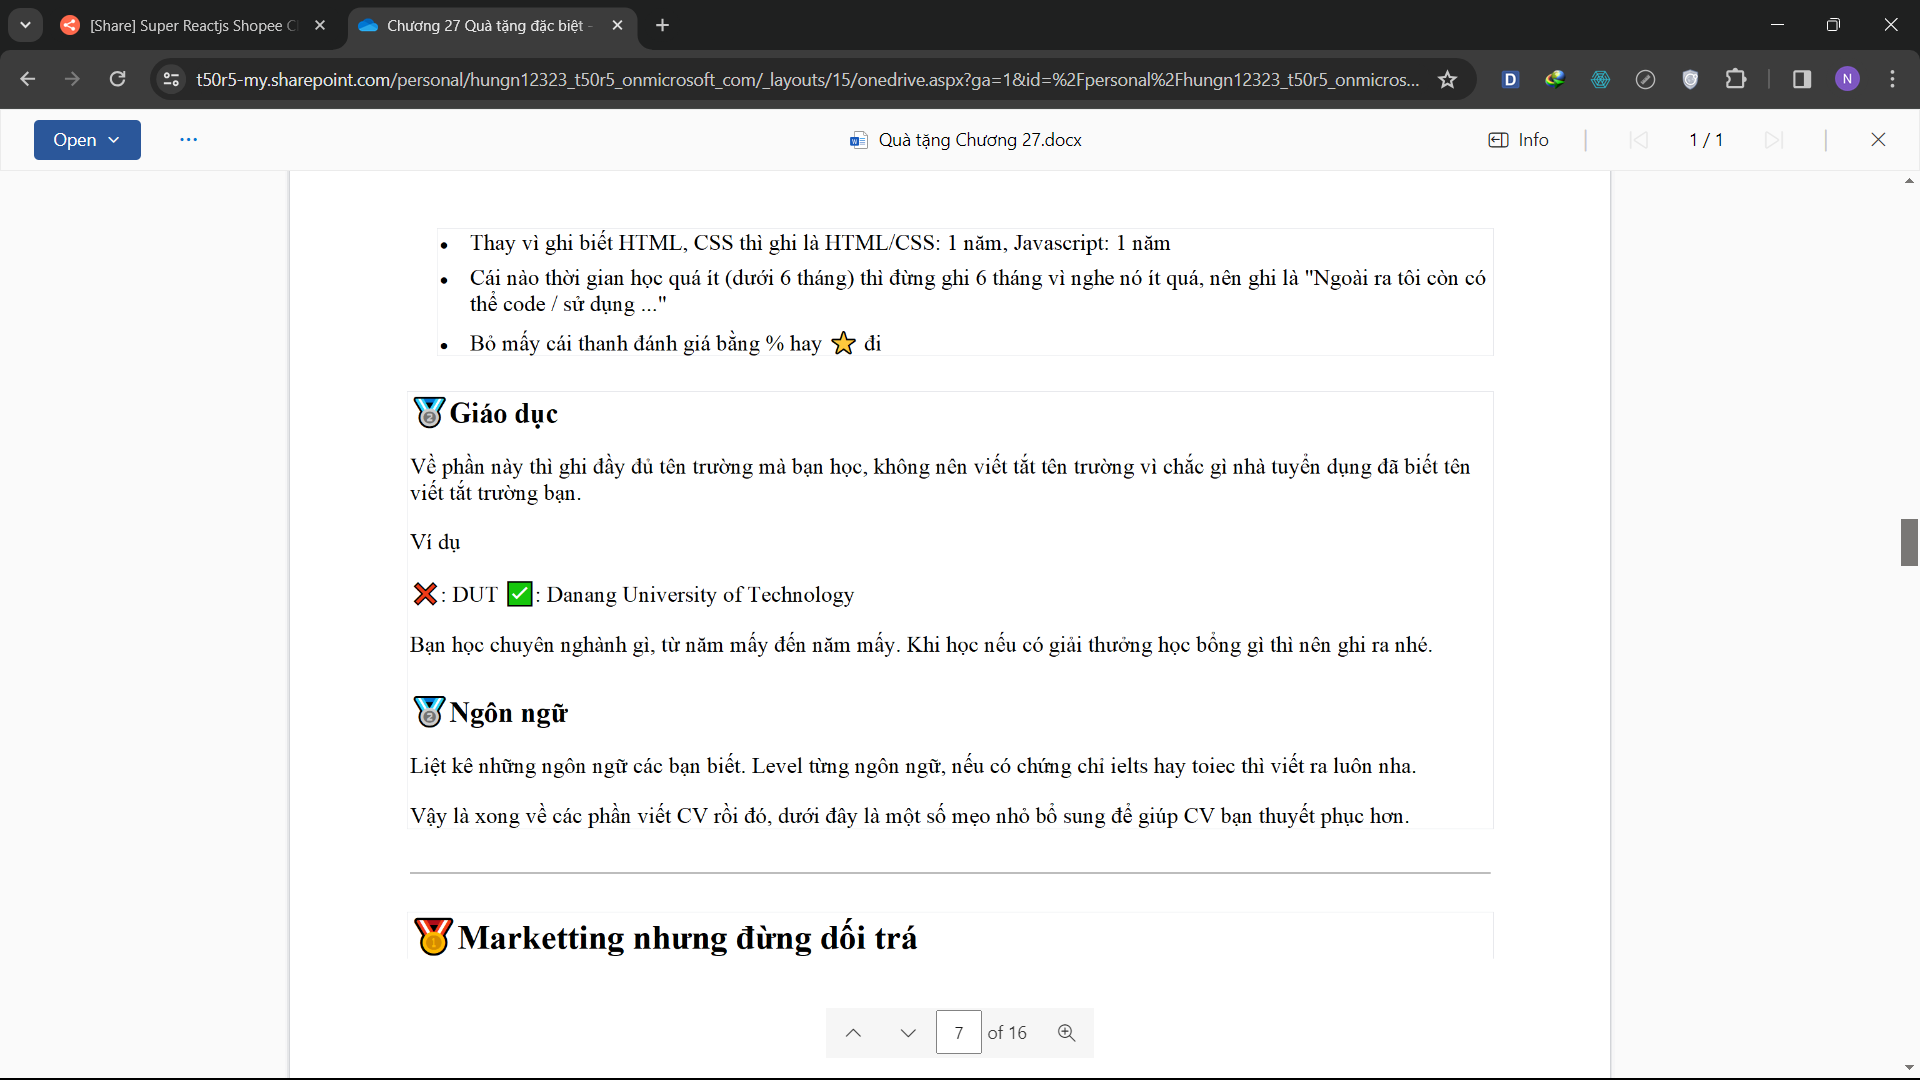 [Share] Super Reactjs Shopee Cl
Chương 27 Quà tặng đặc biệt -
t50r5-my.sharepoint.com/personal/hungn12323_t50r5_onmicrosoft_com/_layouts/15/onedrive.aspx?ga=1&id=%2Fpersonal%2Fhungn12323_t50r5_onmicros...
D
N
Open
Quà tặng Chương 27.docx
Info
1 / 1
• Thay vì ghi biết HTML, CSS thì ghi là HTML/CSS: 1 năm, Javascript: 1 năm
• Cái nào thời gian học quá ít (dưới 6 tháng) thì đừng ghi 6 tháng vì nghe nó ít quá, nên ghi là "Ngoài ra tôi còn có
thể code / sử dụng ..."
• Bỏ mấy cái thanh đánh giá bằng % hay ⭐ đi
🥈Giáo dục
Về phần này thì ghi đầy đủ tên trường mà bạn học, không nên viết tắt tên trường vì chắc gì nhà tuyển dụng đã biết tên
viết tắt trường bạn.
Ví dụ
❌: DUT ✅: Danang University of Technology
Bạn học chuyên nghành gì, từ năm mấy đến năm mấy. Khi học nếu có giải thưởng học bổng gì thì nên ghi ra nhé.
🥈Ngôn ngữ
Liệt kê những ngôn ngữ các bạn biết. Level từng ngôn ngữ, nếu có chứng chỉ ielts hay toiec thì viết ra luôn nha.
Vậy là xong về các phần viết CV rồi đó, dưới đây là một số mẹo nhỏ bổ sung để giúp CV bạn thuyết phục hơn.
🥇Marketting nhưng đừng dối trá
7 of 16